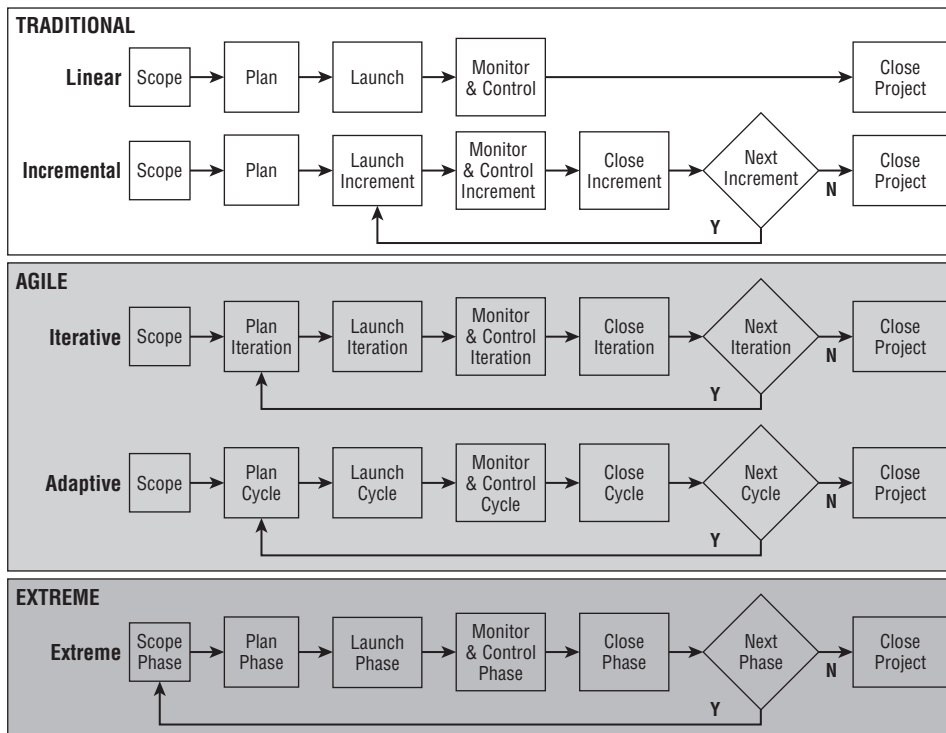 TRADITIONAL
Linear
Scope
Plan
Launch
Monitor
& Control
Close
Project
Incremental
Scope
Plan
Launch
Increment
Monitor
& Control
Increment
Close
Increment
Next
Increment
N
Close
Project
Y
AGILE
Iterative
Scope
Plan
Iteration
Launch
Iteration
Monitor
& Control
Iteration
Close
Iteration
Next
Iteration
N
Close
Project
Y
Adaptive
Scope
Plan
Cycle
Launch
Cycle
Monitor
& Control
Cycle
Close
Cycle
Next
Cycle
N
Close
Project
Y
EXTREME
Extreme
Scope
Phase
Plan
Phase
Launch
Phase
Monitor
& Control
Phase
Close
Phase
Next
Phase
N
Close
Project
Y